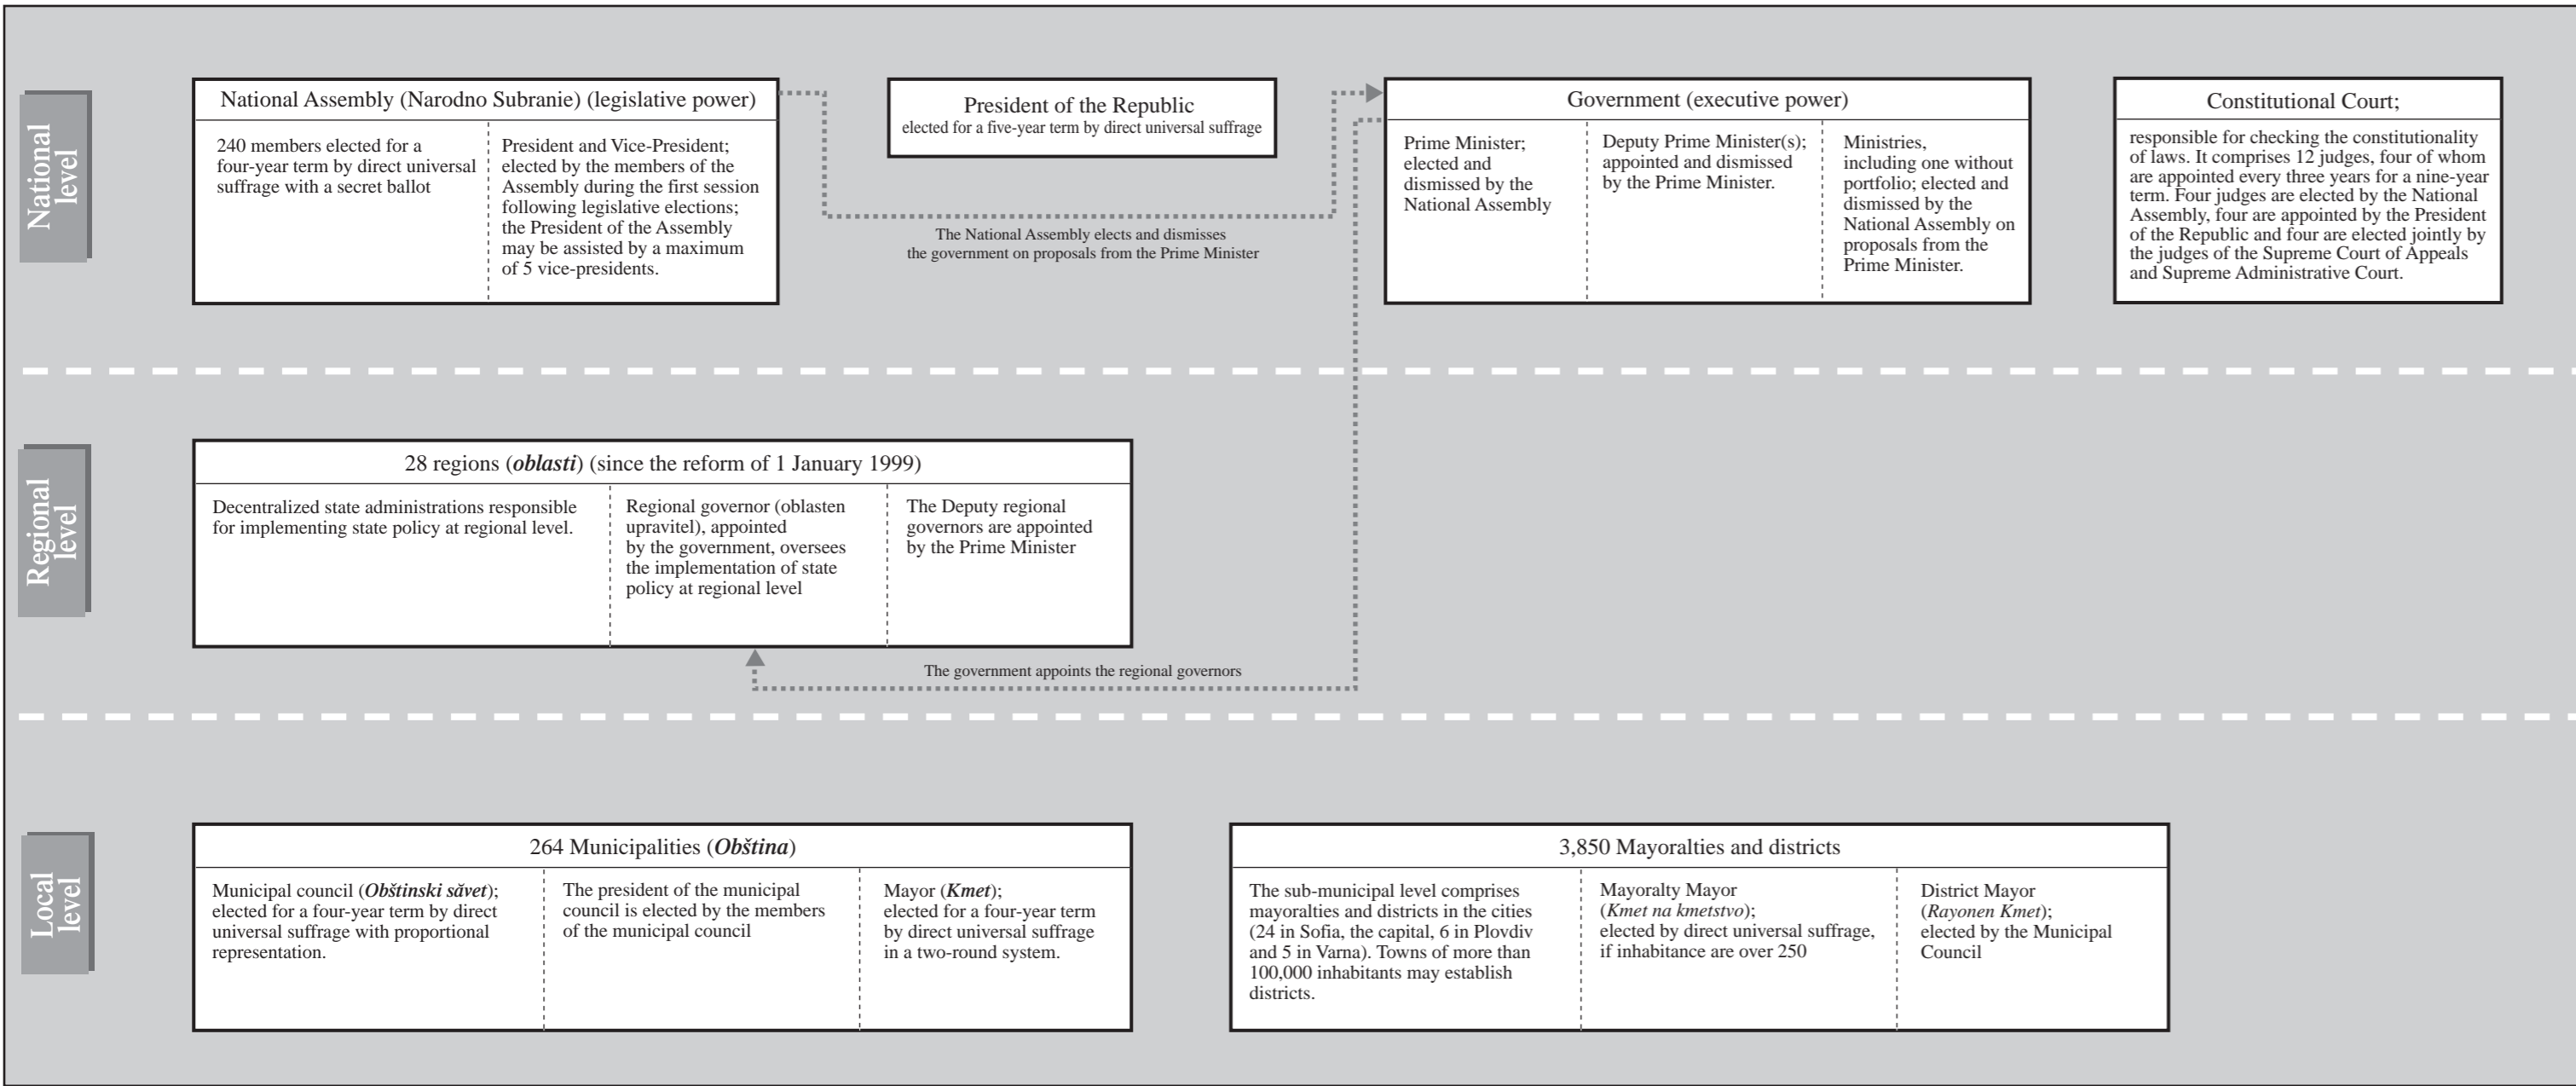 National
level
National Assembly (Narodno Subranie) (legislative power)
240 members elected for a
four-year term by direct universal
suffrage with a secret ballot
President and Vice-President;
elected by the members of the
Assembly during the first session
following legislative elections;
the President of the Assembly
may be assisted by a maximum
of 5 vice-presidents.
President of the Republic
elected for a five-year term by direct universal suffrage
The National Assembly elects and dismisses
the government on proposals from the Prime Minister
Government (executive power)
Prime Minister;
elected and
dismissed by the
National Assembly
Deputy Prime Minister(s);
appointed and dismissed
by the Prime Minister.
Ministries,
including one without
portfolio; elected and
dismissed by the
National Assembly on
proposals from the
Prime Minister.
Constitutional Court;
responsible for checking the constitutionality
of laws. It comprises 12 judges, four of whom
are appointed every three years for a nine-year
term. Four judges are elected by the National
Assembly, four are appointed by the President
of the Republic and four are elected jointly by
the judges of the Supreme Court of Appeals
and Supreme Administrative Court.
Regional
level
28 regions (oblasti) (since the reform of 1 January 1999)
Decentralized state administrations responsible
for implementing state policy at regional level.
Regional governor (oblasten
upravitel), appointed
by the government, oversees
the implementation of state
policy at regional level
The Deputy regional
governors are appointed
by the Prime Minister
The government appoints the regional governors
Local
level
264 Municipalities (Obština)
Municipal council (Obštinski săvet);
elected for a four-year term by direct
universal suffrage with proportional
representation.
The president of the municipal
council is elected by the members
of the municipal council
Mayor (Kmet);
elected for a four-year term
by direct universal suffrage
in a two-round system.
3,850 Mayoralties and districts
The sub-municipal level comprises
mayoralties and districts in the cities
(24 in Sofia, the capital, 6 in Plovdiv
and 5 in Varna). Towns of more than
100,000 inhabitants may establish
districts.
Mayoralty Mayor
(Kmet na kmetstvo);
elected by direct universal suffrage,
if inhabitance are over 250
District Mayor
(Rayonen Kmet);
elected by the Municipal
Council